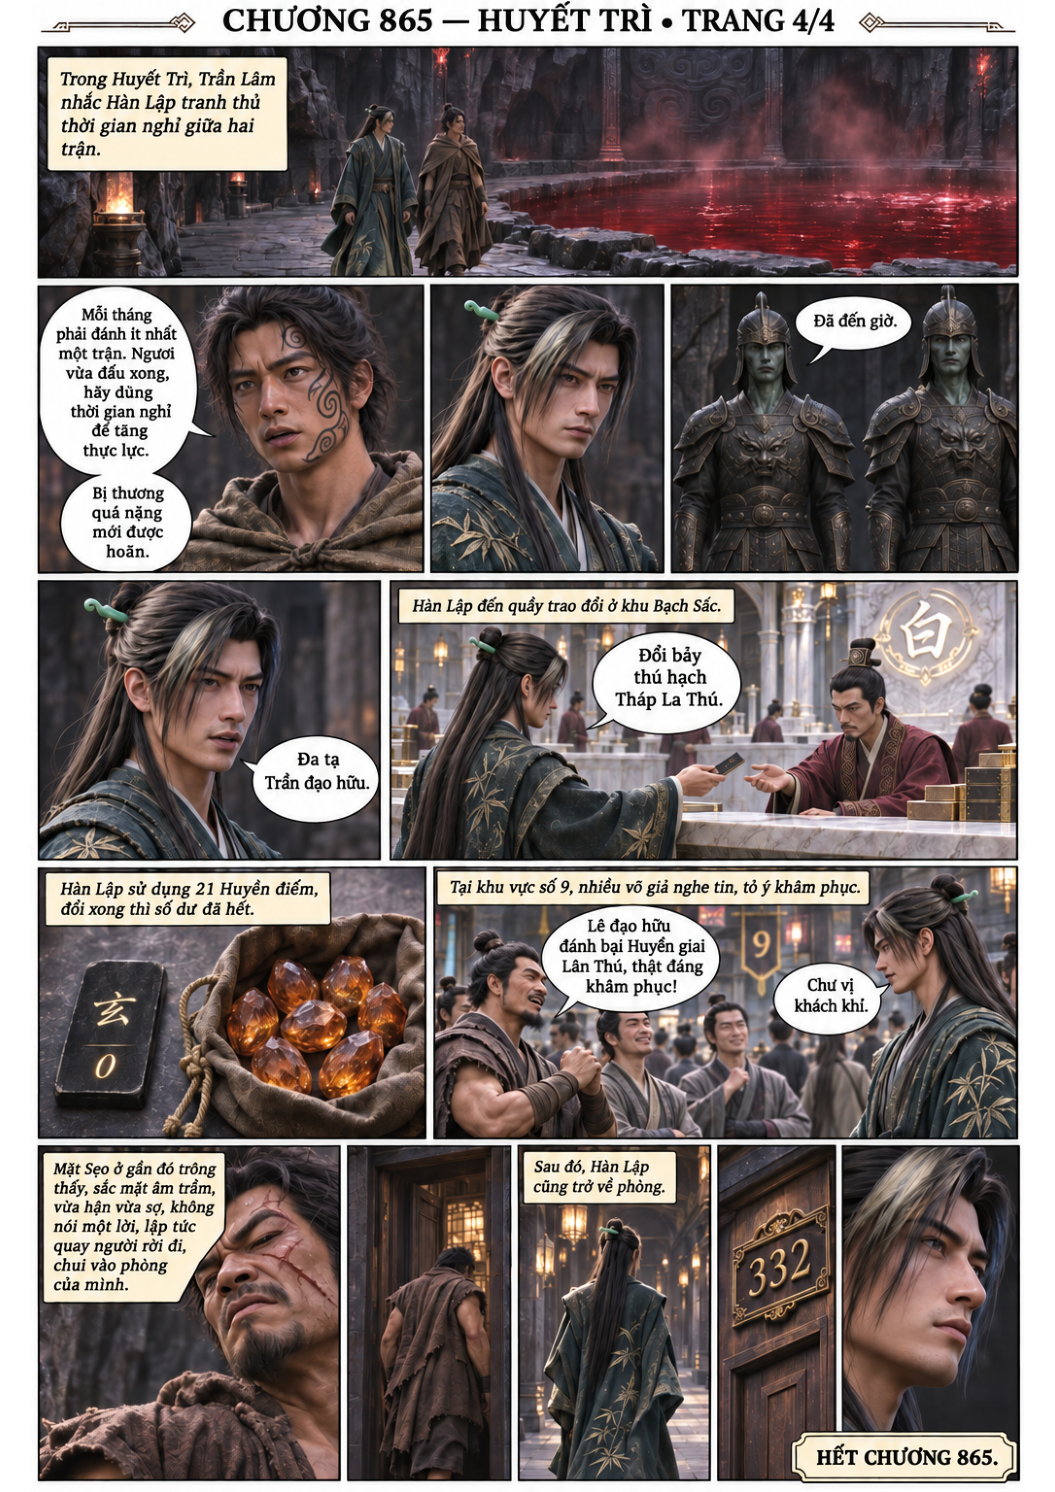 CHƯƠNG 865 — HUYẾT TRÌ • TRANG 4/4
Trong Huyết Trì, Trần Lâm
nhắc Hàn Lập tranh thủ
thời gian nghỉ giữa hai
trận.
Mỗi tháng
phải đánh ít nhất
một trận. Ngươi
vừa đấu xong,
hãy dũng
thời gian nghỉ
để tăng
thực lực.
Bị thương
quá nặng
mới được
hoãn.
Đã đến giờ.
Đa tạ
Trần đạo hữu.
Hàn Lập đến quầy trao đổi ở khu Bạch Sắc.
白
Đổi bảy
thú hạch
Tháp La Thú.
Hàn Lập sử dụng 21 Huyền điếm,
đổi xong thì số dư đã hết.
玄
0
Tại khu vực số 9, nhiều võ giả nghe tin, tỏ ý khâm phục.
Lê đạo hữu
đánh bại Huyền giai
Lân Thú, thật đáng
khâm phục!
9
Chư vị
khách khí.
Mặt Sẹo ở gần đó trông
thấy, sắc mặt âm trầm,
vừa hận vừa sợ, không
nói một lời, lập tức
quay người rời đi,
chui vào phòng
của mình.
Sau đó, Hàn Lập
cũng trở về phòng.
332
HẾT CHƯƠNG 865.